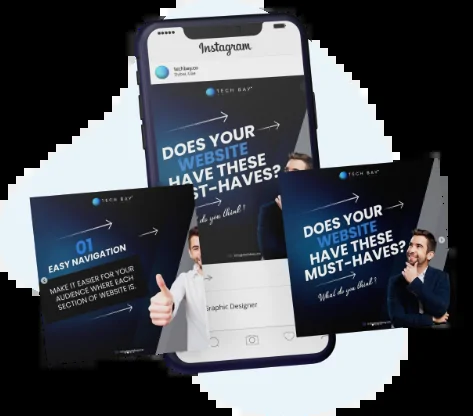 Instagram
techbay.co
TECH BAY
DOES YOUR
WEBSITE
HAVE THESE
ST-HAVES?
do you think?
Graphic Designer
TECH BAY
01
EASY NAVIGATION
MAKE IT EASIER FOR YOUR
AUDIENCE WHERE EACH
SECTION OF WEBSITE IS.
TECH BAY
DOES YOUR
WEBSITE
HAVE THESE
MUST-HAVES?
What do you think?